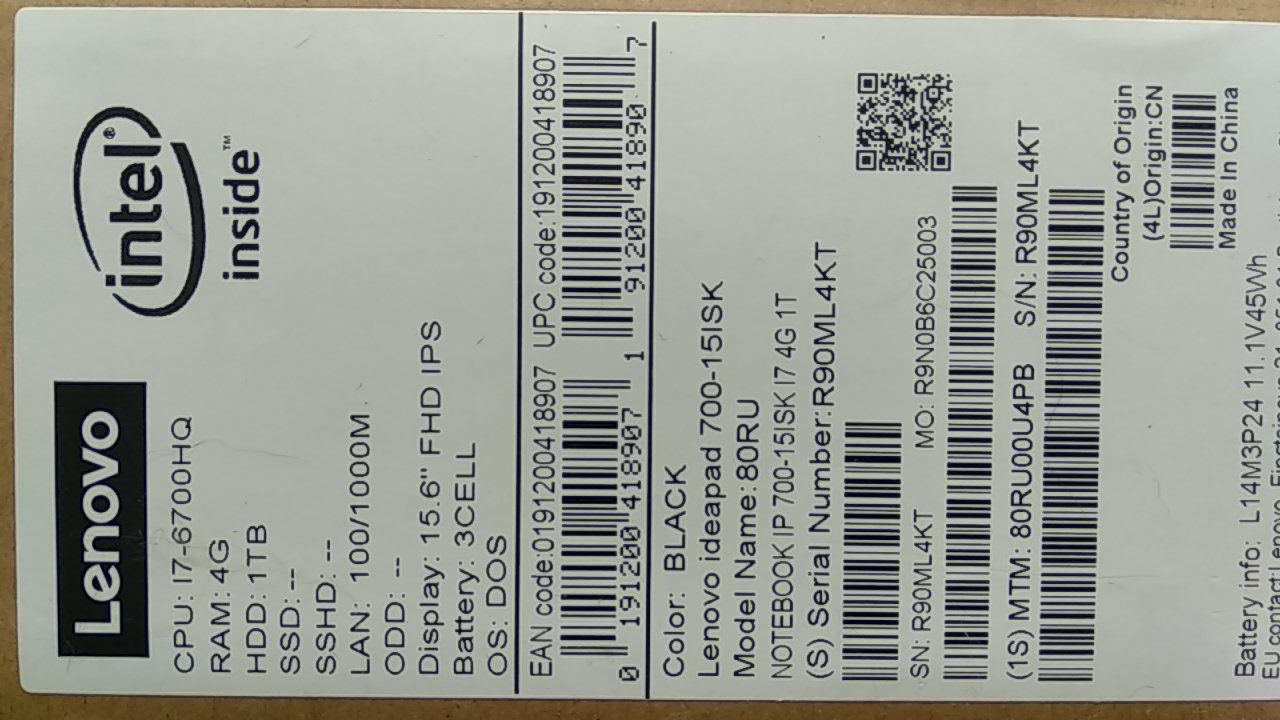 Lenovo
intel®
inside™
CPU: I7-6700HQ
RAM: 4G
HDD: 1TB
SSD: --
SSHD: --
LAN: 100/1000M
ODD: --
Display: 15.6" FHD IPS
Battery: 3CELL
OS: DOS
EAN code:0191200418907 UPC code:191200418907
0 191200 418907
1 91200 41890 7
Color: BLACK
Lenovo ideapad 700-15ISK
Model Name:80RU
NOTEBOOK IP 700-15ISK I7 4G 1T
(S) Serial Number:R90ML4KT
SN: R90ML4KT MO: R9N0B6C25003
(1S) MTM: 80RU00U4PB S/N: R90ML4KT
Country of Origin
(4L)Origin:CN
Made In China
Battery info: L14M3P24 11.1V45Wh
EU contact:Lenovo,